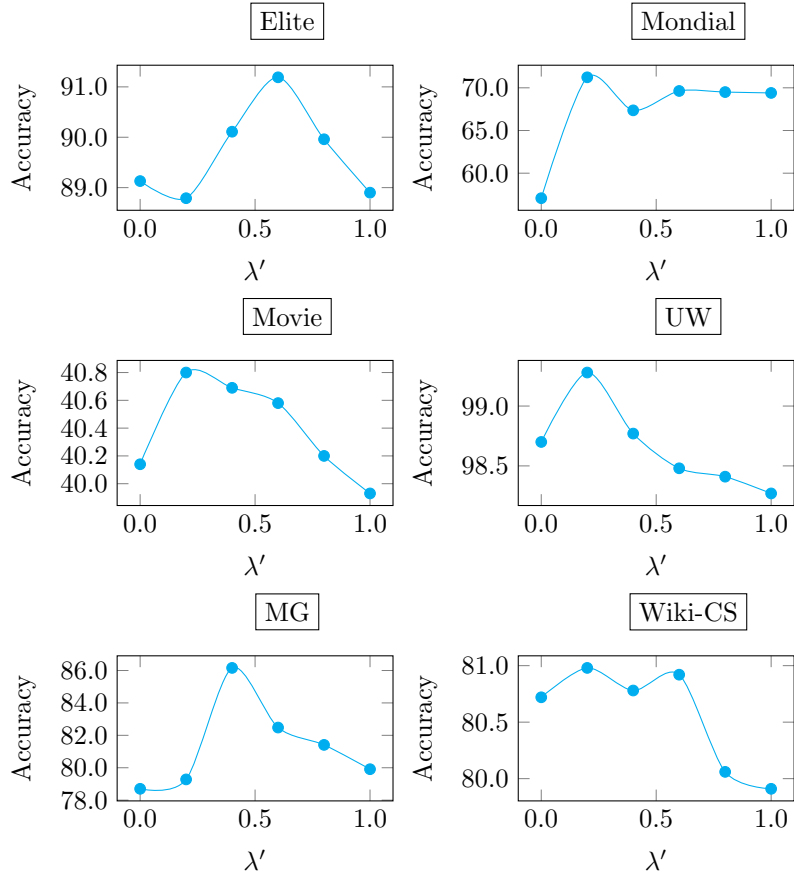 Elite
Accuracy
91.0
90.0
89.0
0.0 0.5 1.0
λ′
Mondial
Accuracy
70.0
65.0
60.0
0.0 0.5 1.0
λ′
Movie
Accuracy
40.8
40.6
40.4
40.2
40.0
0.0 0.5 1.0
λ′
UW
Accuracy
99.0
98.5
0.0 0.5 1.0
λ′
MG
Accuracy
86.0
84.0
82.0
80.0
78.0
0.0 0.5 1.0
λ′
Wiki-CS
Accuracy
81.0
80.5
80.0
0.0 0.5 1.0
λ′